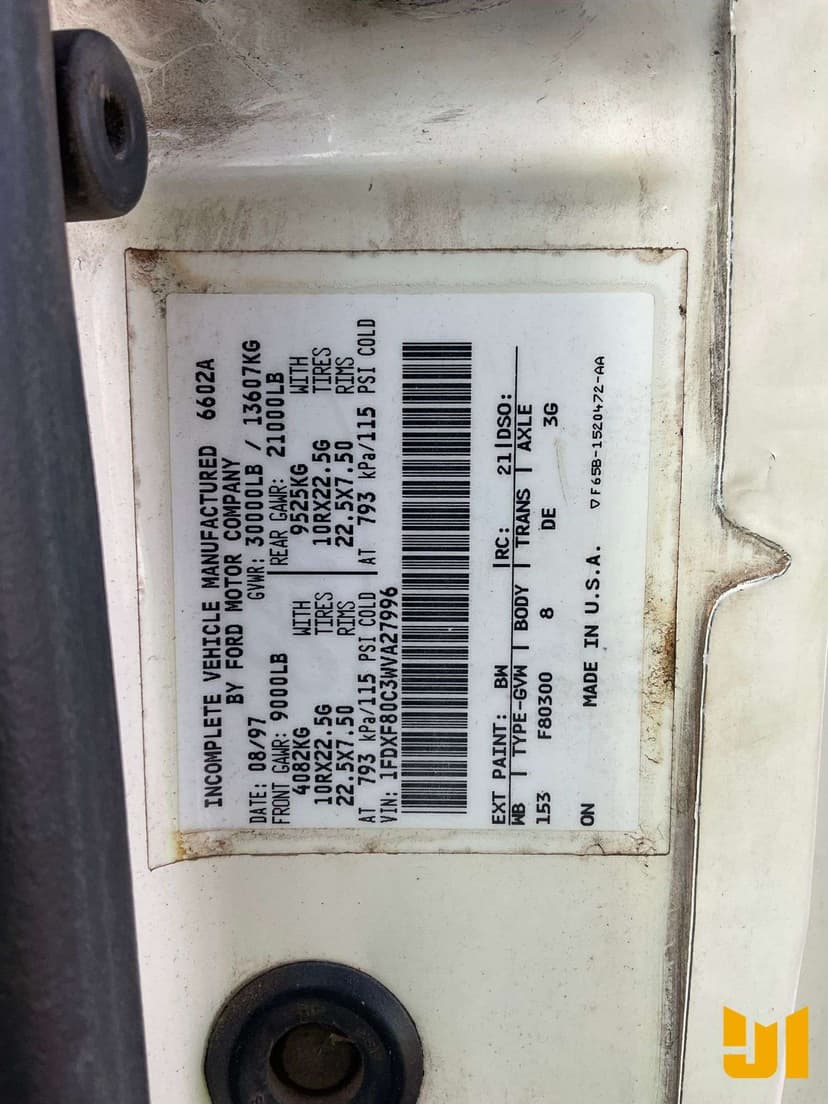 INCOMPLETE VEHICLE MANUFACTURED 6602A
BY FORD MOTOR COMPANY
DATE: 08/97 GVWR: 30000LB / 13607KG
FRONT GAWR: 9000LB REAR GAWR: 21000LB
4082KG WITH 9525KG WITH
10RX22.5G TIRES 10RX22.5G TIRES
22.5X7.50 RIMS 22.5X7.50 RIMS
AT 793 kPa/115 PSI COLD AT 793 kPa/115 PSI COLD
VIN: 1FDXF80C3WVA27996
EXT PAINT: BW RC: 21 DSO:
WB TYPE-GVW BODY TRANS AXLE
153 F80300 8 DE 3G
ON MADE IN U.S.A. ▽F65B-1520472-AA